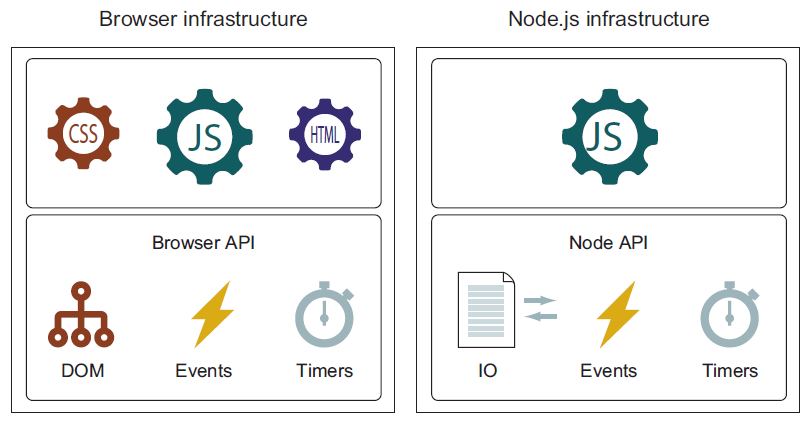 Browser infrastructure
CSS
JS
HTML
Browser API
DOM
Events
Timers
Node.js infrastructure
JS
Node API
IO
Events
Timers